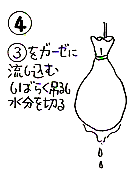 ④
③をガーゼに
流し込む
しばらく吊るし
水分を切る